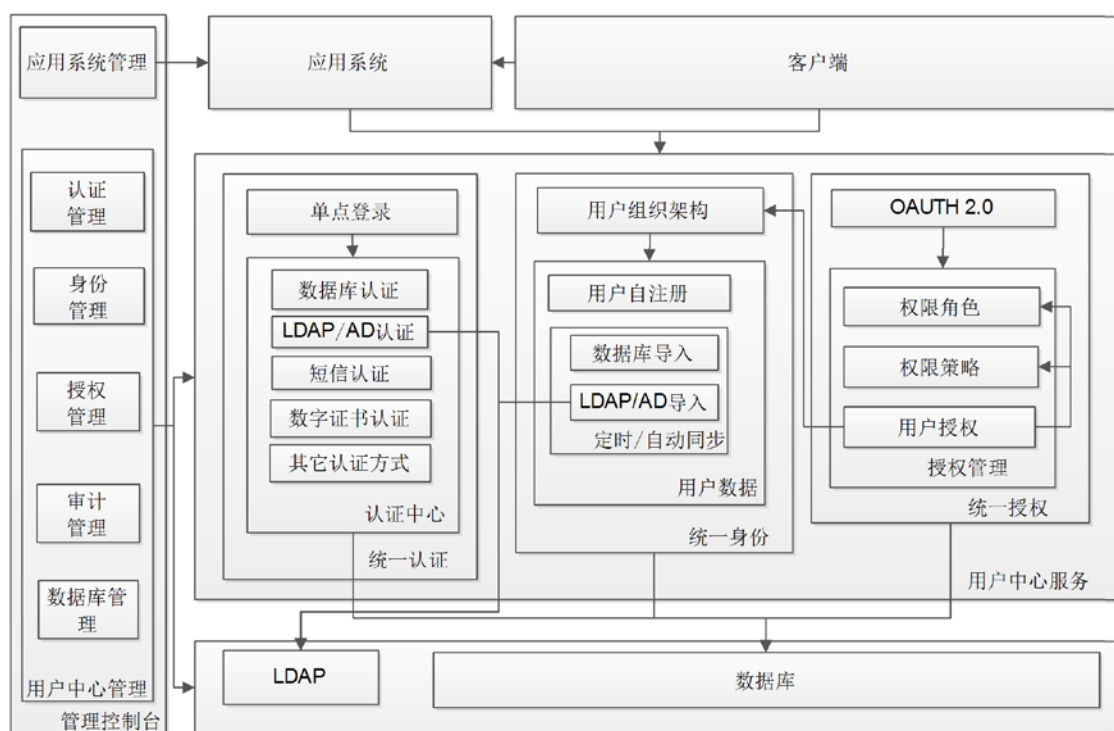 应用系统管理
应用系统
客户端
认证
管理
身份
管理
授权
管理
审计
管理
数据库管
理
用户中心管理
管理控制台
单点登录
数据库认证
LDAP/AD认证
短信认证
数字证书认证
其它认证方式
认证中心
统一认证
用户组织架构
用户自注册
数据库导入
LDAP/AD导入
定时/自动同步
用户数据
统一身份
OAUTH 2.0
权限角色
权限策略
用户授权
授权管理
统一授权
用户中心服务
LDAP
数据库